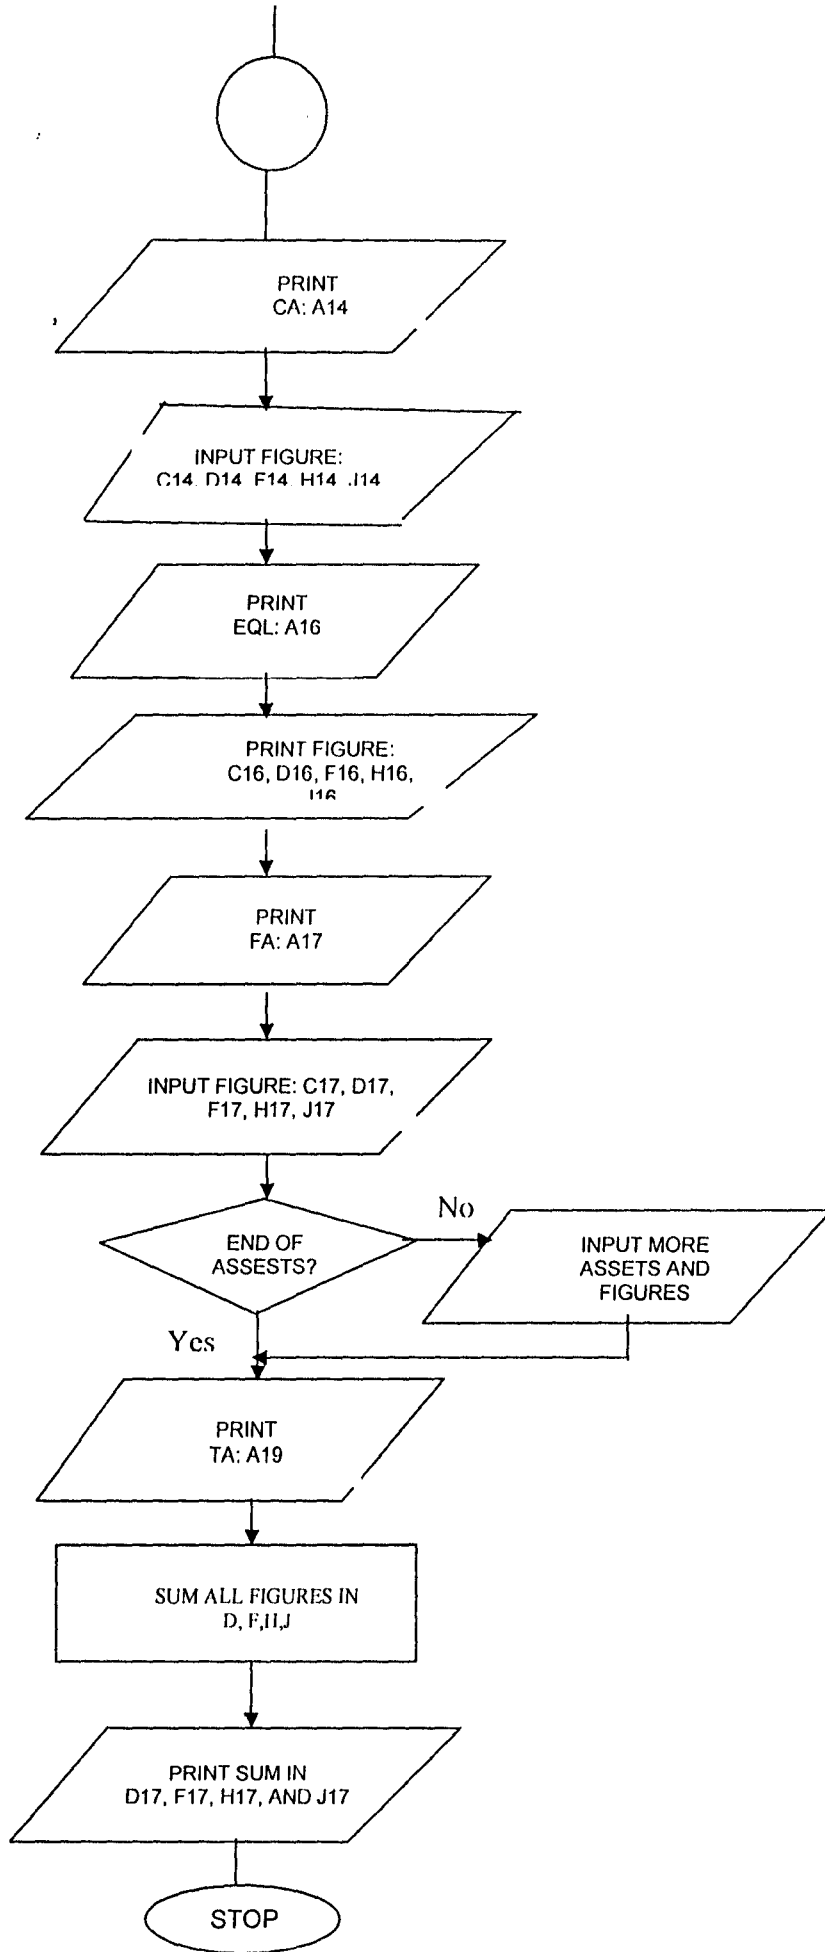 PRINT
CA: A14
INPUT FIGURE:
C14, D14, F14, H14, J14
PRINT
EQL: A16
PRINT FIGURE:
C16, D16, F16, H16,
J16
PRINT
FA: A17
INPUT FIGURE: C17, D17,
F17, H17, J17
END OF
ASSESTS?
No
INPUT MORE
ASSETS AND
FIGURES
Yes
PRINT
TA: A19
SUM ALL FIGURES IN
D, F,H,J
PRINT SUM IN
D17, F17, H17, AND J17
STOP